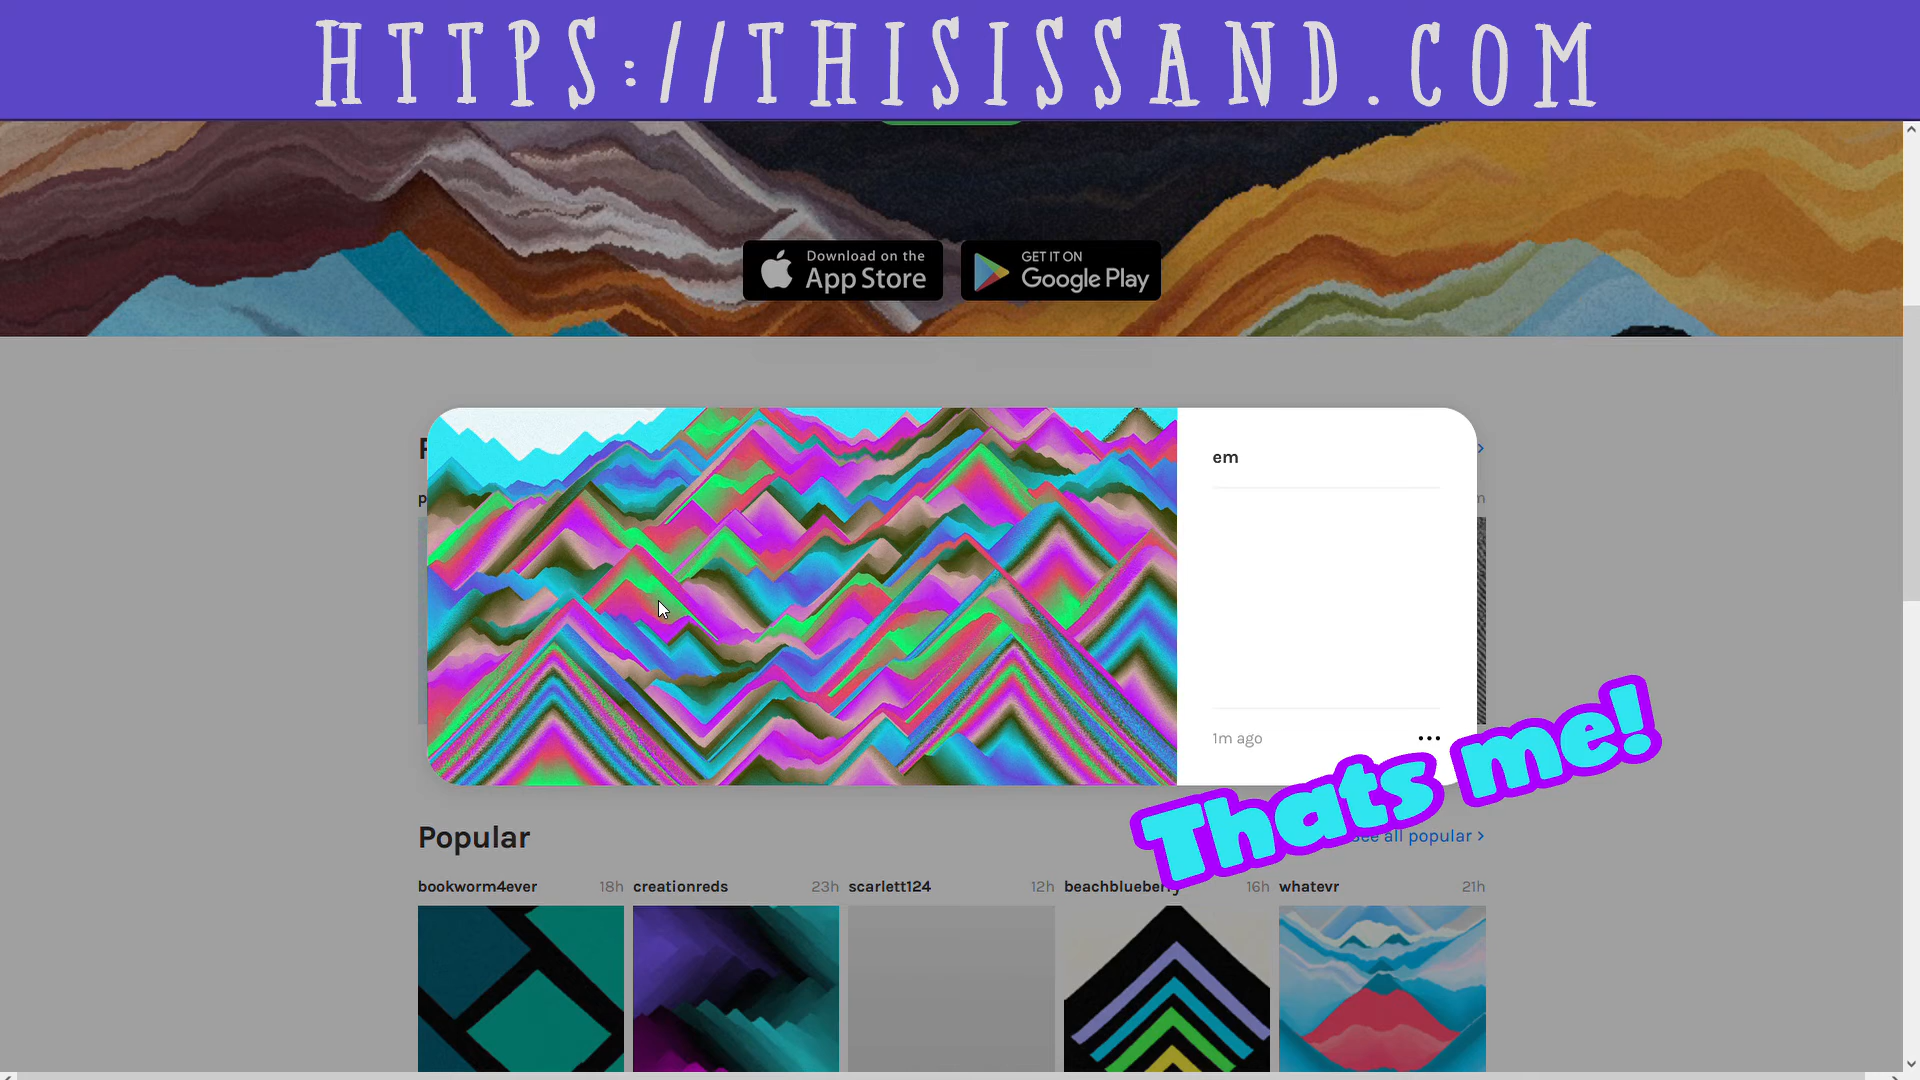 HTTPS://THISISSAND.COM
Download on the
App Store
GET IT ON
Google Play
em
1m ago
Thats me!
Popular
all popular >
bookworm4ever 18h creationreds 23h scarlett124 12h beachblueberry 16h whatevr 21h